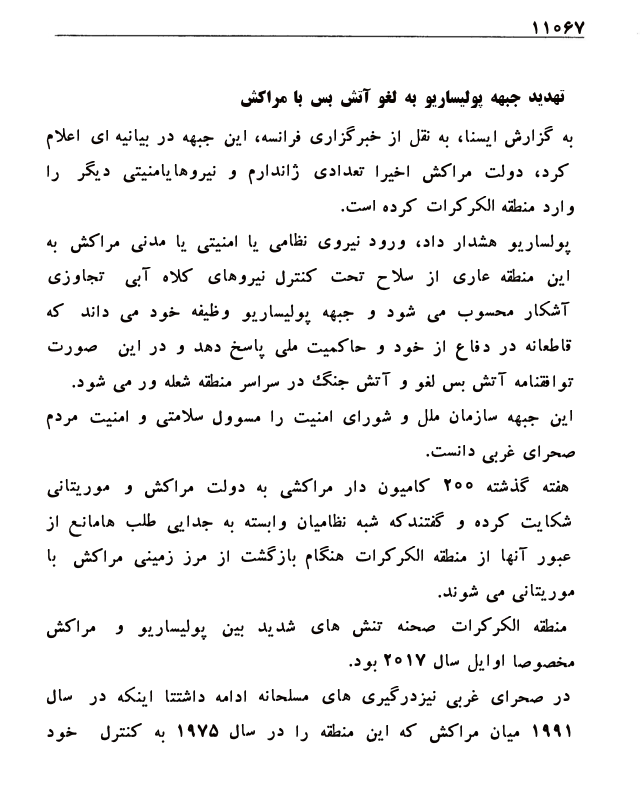 ۱۱۰۶۷
تهدید جبهه پولیساریو به لغو آتش بس با مراکش
به گزارش ایسنا، به نقل از خبرگزاری فرانسه، این جبهه در بیانیه ای اعلام
کرد، دولت مراکش اخیرا تعدادی ژاندارم و نیروهایامنیتی دیگر را
وارد منطقه الکرکرات کرده است.
پولساریو هشدار داد، ورود نیروی نظامی یا امنیتی یا مدنی مراکش به
این منطقه عاری از سلاح تحت کنترل نیروهای کلاه آبی تجاوزی
آشکار محسوب می شود و جبهه پولیساریو وظیفه خود می داند که
قاطعانه در دفاع از خود و حاکمیت ملی پاسخ دهد و در این صورت
توافقنامه آتش بس لغو و آتش جنگ در سراسر منطقه شعله ور می شود.
این جبهه سازمان ملل و شورای امنیت را مسوول سلامتی و امنیت مردم
صحرای غربی دانست.
هفته گذشته ۲۰۰ کامیون دار مراکشی به دولت مراکش و موریتانی
شکایت کرده و گفتندکه شبه نظامیان وابسته به جدایی طلب هامانع از
عبور آنها از منطقه الکرکرات هنگام بازگشت از مرز زمینی مراکش با
موریتانی می شوند.
منطقه الکرکرات صحنه تنش های شدید بین پولیساریو و مراکش
مخصوصا اوایل سال ۲۰۱۷ بود.
در صحرای غربی نیزدرگیری های مسلحانه ادامه داشتتا اینکه در سال
۱۹۹۱ میان مراکش که این منطقه را در سال ۱۹۷۵ به کنترل خود